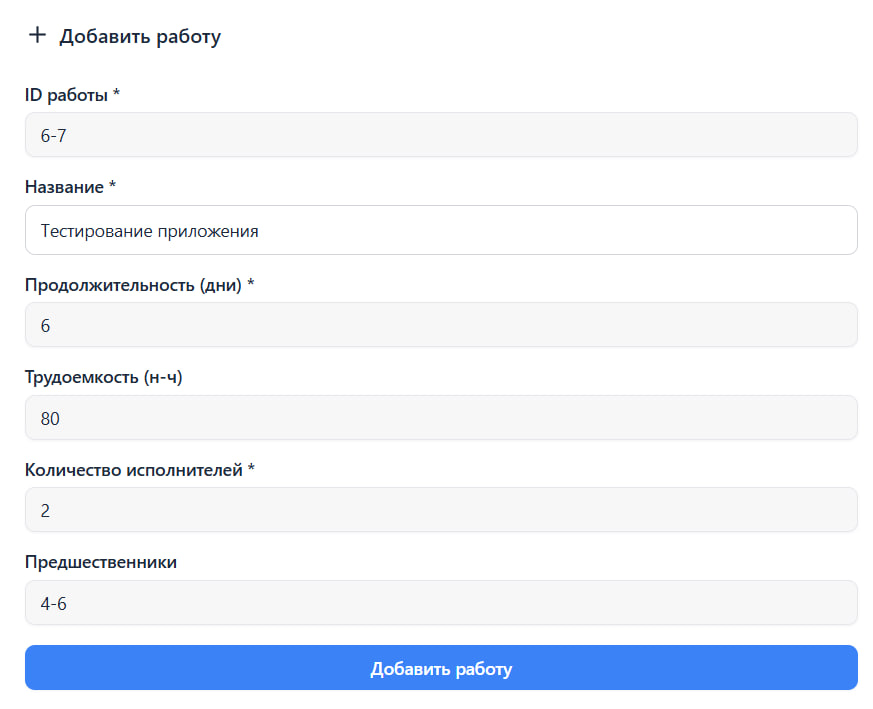 + Добавить работу
ID работы *
6-7
Название *
Тестирование приложения
Продолжительность (дни) *
6
Трудоемкость (н-ч)
80
Количество исполнителей *
2
Предшественники
4-6
Добавить работу